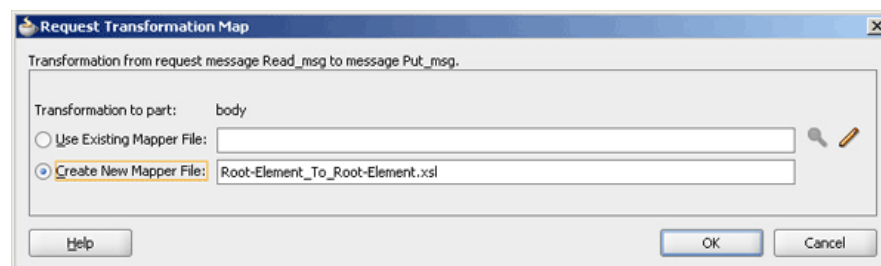 Request Transformation Map
Transformation from request message Read_msg to message Put_msg.
Transformation to part: body
Use Existing Mapper File:
Create New Mapper File: Root-Element_To_Root-Element.xsl
Help OK Cancel